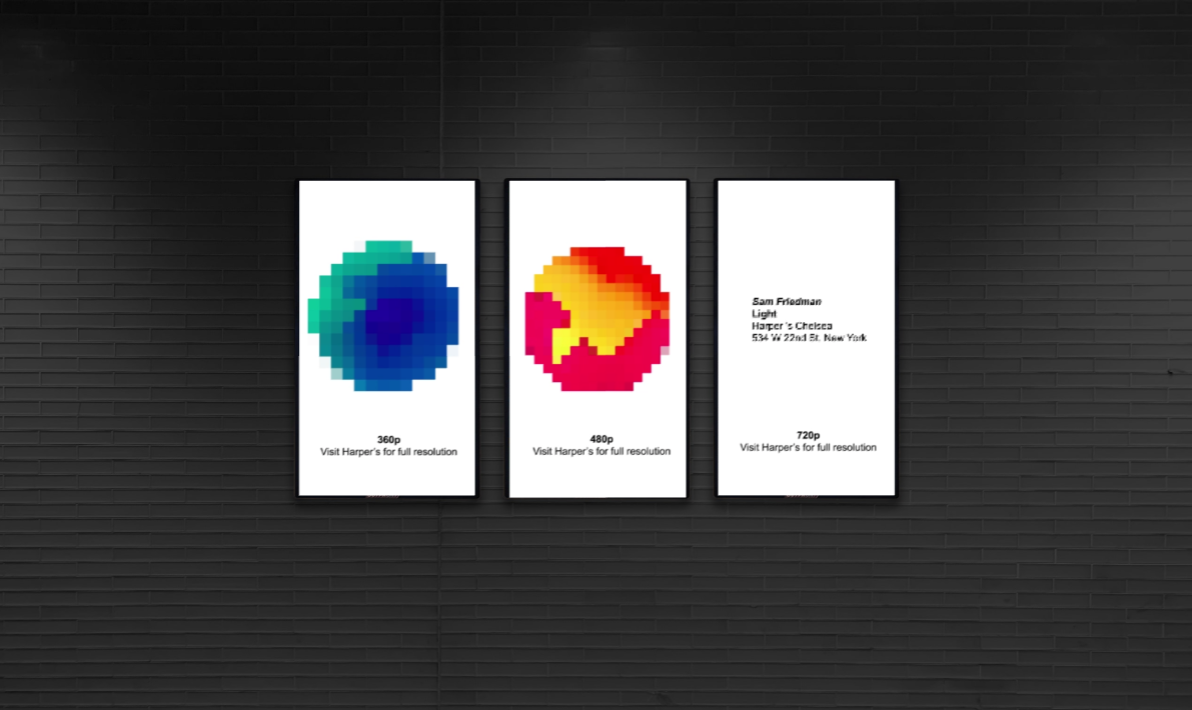 360p
Visit Harper's for full resolution
480p
Visit Harper's for full resolution
Sam Friedman
Light
Harper's Chelsea
534 W 22nd St. New York
720p
Visit Harper's for full resolution